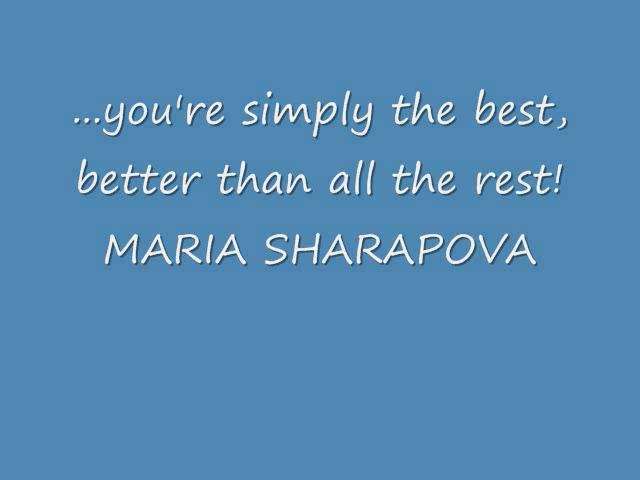 ...you're simply the best,
better than all the rest!
MARIA SHARAPOVA